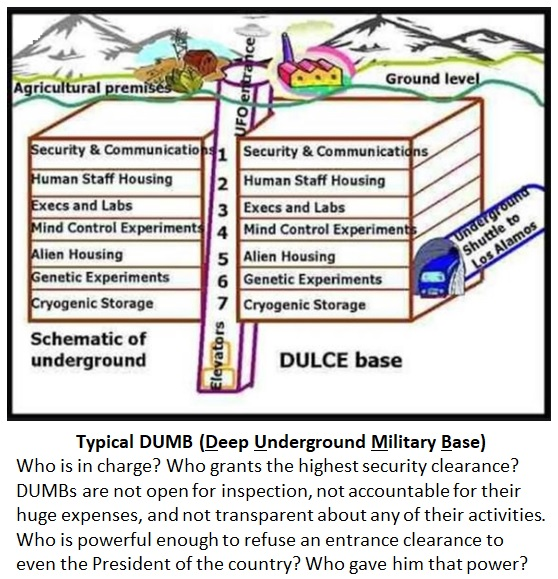 UFO entrance
Agricultural premises
Ground level
Security & Communications 1 Security & Communications
Human Staff Housing 2 Human Staff Housing
Execs and Labs 3 Execs and Labs
Mind Control Experiments 4 Mind Control Experiments
Alien Housing 5 Alien Housing
Genetic Experiments 6 Genetic Experiments
Cryogenic Storage 7 Cryogenic Storage
Underground
Shuttle to
Los Alamos
Elevators
Schematic of
underground
DULCE base
Typical DUMB (Deep Underground Military Base)
Who is in charge? Who grants the highest security clearance?
DUMBs are not open for inspection, not accountable for their
huge expenses, and not transparent about any of their activities.
Who is powerful enough to refuse an entrance clearance to
even the President of the country? Who gave him that power?